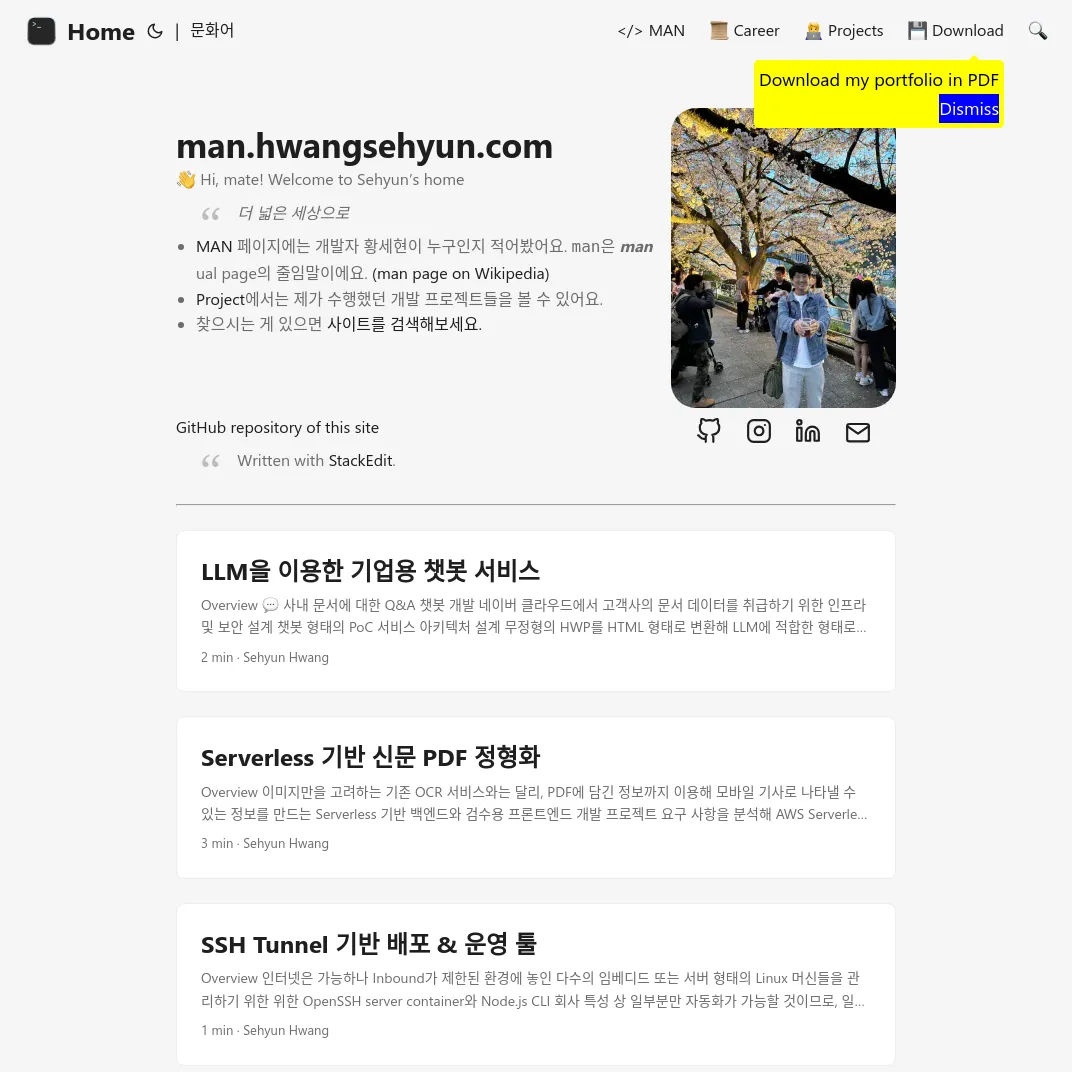 Home | 문화어
</> MAN
📜 Career
👨‍💻 Projects
💾 Download
🔍
Download my portfolio in PDF
Dismiss
man.hwangsehyun.com
👋 Hi, mate! Welcome to Sehyun’s home
“ 더 넓은 세상으로
• MAN 페이지에는 개발자 황세현이 누구인지 적어봤어요. man은 man
ual page의 줄임말이에요. (man page on Wikipedia)
• Project에서는 제가 수행했던 개발 프로젝트들을 볼 수 있어요.
• 찾으시는 게 있으면 사이트를 검색해보세요.
GitHub repository of this site
“ Written with StackEdit.
LLM을 이용한 기업용 챗봇 서비스
Overview 💬 사내 문서에 대한 Q&A 챗봇 개발 네이버 클라우드에서 고객사의 문서 데이터를 취급하기 위한 인프라
및 보안 설계 챗봇 형태의 PoC 서비스 아키텍처 설계 무정형의 HWP를 HTML 형태로 변환해 LLM에 적합한 형태로...
2 min · Sehyun Hwang
Serverless 기반 신문 PDF 정형화
Overview 이미지만을 고려하는 기존 OCR 서비스와는 달리, PDF에 담긴 정보까지 이용해 모바일 기사로 나타낼 수
있는 정보를 만드는 Serverless 기반 백엔드와 검수용 프론트엔드 개발 프로젝트 요구 사항을 분석해 AWS Serverle...
3 min · Sehyun Hwang
SSH Tunnel 기반 배포 & 운영 툴
Overview 인터넷은 가능하나 Inbound가 제한된 환경에 놓인 다수의 임베디드 또는 서버 형태의 Linux 머신들을 관
리하기 위한 위한 OpenSSH server container와 Node.js CLI 회사 특성 상 일부분만 자동화가 가능할 것이므로, 일...
1 min · Sehyun Hwang